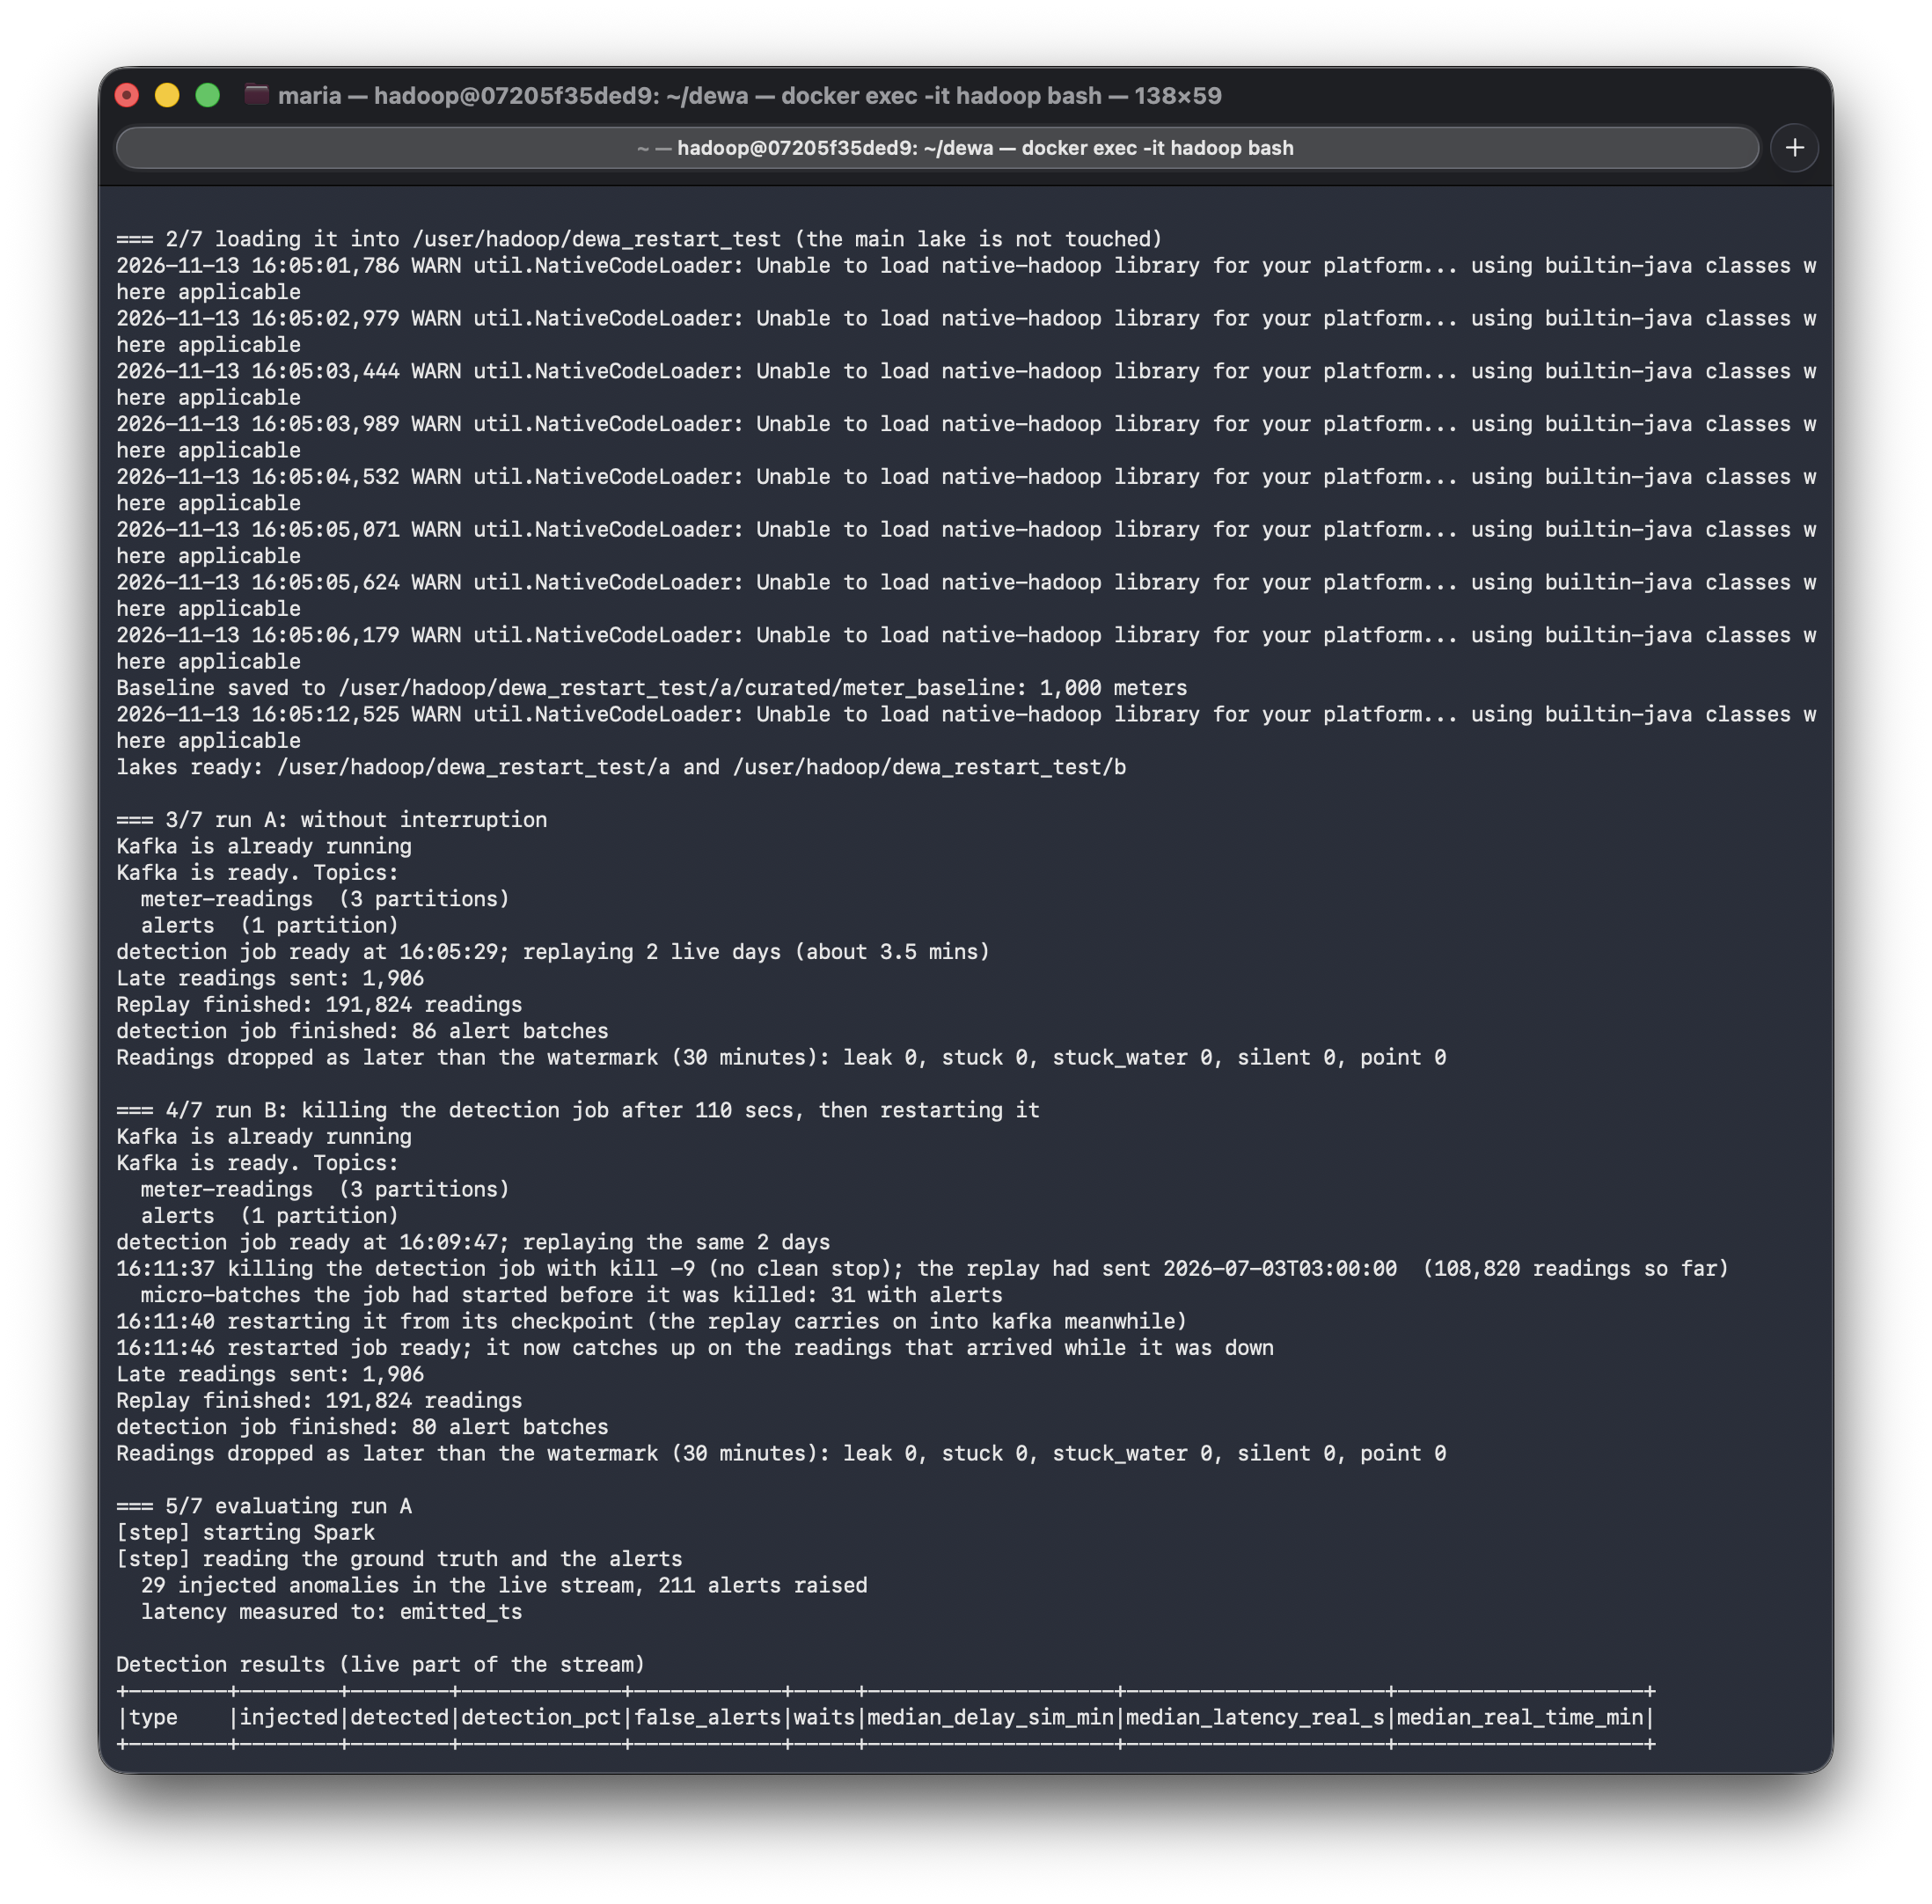 maria — hadoop@07205f35ded9: ~/dewa — docker exec -it hadoop bash — 138×59
~ — hadoop@07205f35ded9: ~/dewa — docker exec -it hadoop bash
=== 2/7 loading it into /user/hadoop/dewa_restart_test (the main lake is not touched)
2026-11-13 16:05:01,786 WARN util.NativeCodeLoader: Unable to load native-hadoop library for your platform... using builtin-java classes w
here applicable
2026-11-13 16:05:02,979 WARN util.NativeCodeLoader: Unable to load native-hadoop library for your platform... using builtin-java classes w
here applicable
2026-11-13 16:05:03,444 WARN util.NativeCodeLoader: Unable to load native-hadoop library for your platform... using builtin-java classes w
here applicable
2026-11-13 16:05:03,989 WARN util.NativeCodeLoader: Unable to load native-hadoop library for your platform... using builtin-java classes w
here applicable
2026-11-13 16:05:04,532 WARN util.NativeCodeLoader: Unable to load native-hadoop library for your platform... using builtin-java classes w
here applicable
2026-11-13 16:05:05,071 WARN util.NativeCodeLoader: Unable to load native-hadoop library for your platform... using builtin-java classes w
here applicable
2026-11-13 16:05:05,624 WARN util.NativeCodeLoader: Unable to load native-hadoop library for your platform... using builtin-java classes w
here applicable
2026-11-13 16:05:06,179 WARN util.NativeCodeLoader: Unable to load native-hadoop library for your platform... using builtin-java classes w
here applicable
Baseline saved to /user/hadoop/dewa_restart_test/a/curated/meter_baseline: 1,000 meters
2026-11-13 16:05:12,525 WARN util.NativeCodeLoader: Unable to load native-hadoop library for your platform... using builtin-java classes w
here applicable
lakes ready: /user/hadoop/dewa_restart_test/a and /user/hadoop/dewa_restart_test/b
=== 3/7 run A: without interruption
Kafka is already running
Kafka is ready. Topics:
  meter-readings  (3 partitions)
  alerts  (1 partition)
detection job ready at 16:05:29; replaying 2 live days (about 3.5 mins)
Late readings sent: 1,906
Replay finished: 191,824 readings
detection job finished: 86 alert batches
Readings dropped as later than the watermark (30 minutes): leak 0, stuck 0, stuck_water 0, silent 0, point 0
=== 4/7 run B: killing the detection job after 110 secs, then restarting it
Kafka is already running
Kafka is ready. Topics:
  meter-readings  (3 partitions)
  alerts  (1 partition)
detection job ready at 16:09:47; replaying the same 2 days
16:11:37 killing the detection job with kill -9 (no clean stop); the replay had sent 2026-07-03T03:00:00  (108,820 readings so far)
  micro-batches the job had started before it was killed: 31 with alerts
16:11:40 restarting it from its checkpoint (the replay carries on into kafka meanwhile)
16:11:46 restarted job ready; it now catches up on the readings that arrived while it was down
Late readings sent: 1,906
Replay finished: 191,824 readings
detection job finished: 80 alert batches
Readings dropped as later than the watermark (30 minutes): leak 0, stuck 0, stuck_water 0, silent 0, point 0
=== 5/7 evaluating run A
[step] starting Spark
[step] reading the ground truth and the alerts
  29 injected anomalies in the live stream, 211 alerts raised
  latency measured to: emitted_ts
Detection results (live part of the stream)
+--------+--------+--------+-------------+------------+-----+--------------------+---------------------+--------------------+
|type    |injected|detected|detection_pct|false_alerts|waits|median_delay_sim_min|median_latency_real_s|median_real_time_min|
+--------+--------+--------+-------------+------------+-----+--------------------+---------------------+--------------------+